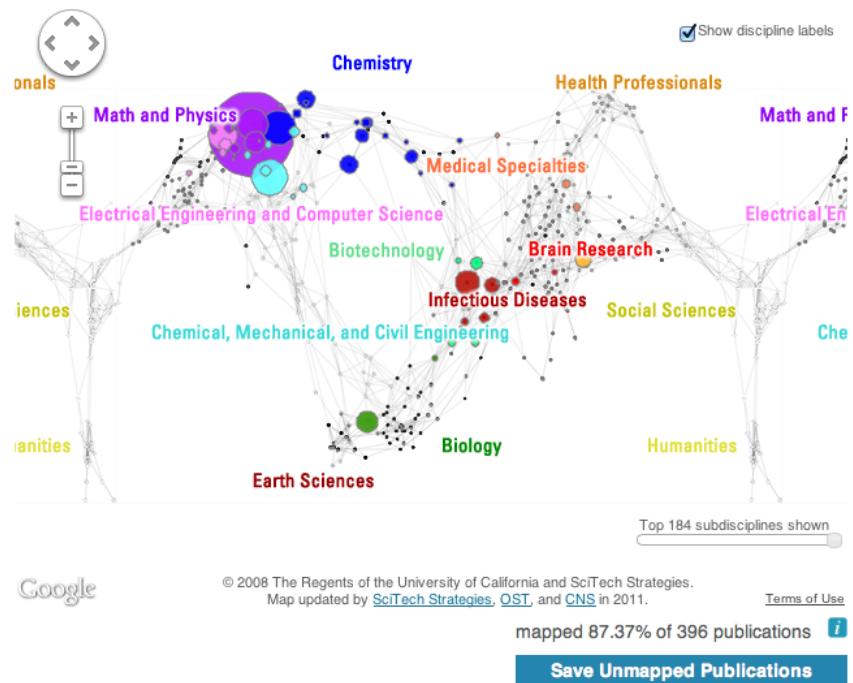 Show discipline labels
Chemistry
onals
Health Professionals
Math and Physics
Math and F
Medical Specialties
Electrical Engineering and Computer Science
Electrical En
Biotechnology
Brain Research
Infectious Diseases
iences
Social Sciences
Chemical, Mechanical, and Civil Engineering
Che
anities
Biology
Humanities
Earth Sciences
Top 184 subdisciplines shown
Google
© 2008 The Regents of the University of California and SciTech Strategies.
Map updated by SciTech Strategies, OST, and CNS in 2011.
Terms of Use
mapped 87.37% of 396 publications i
Save Unmapped Publications